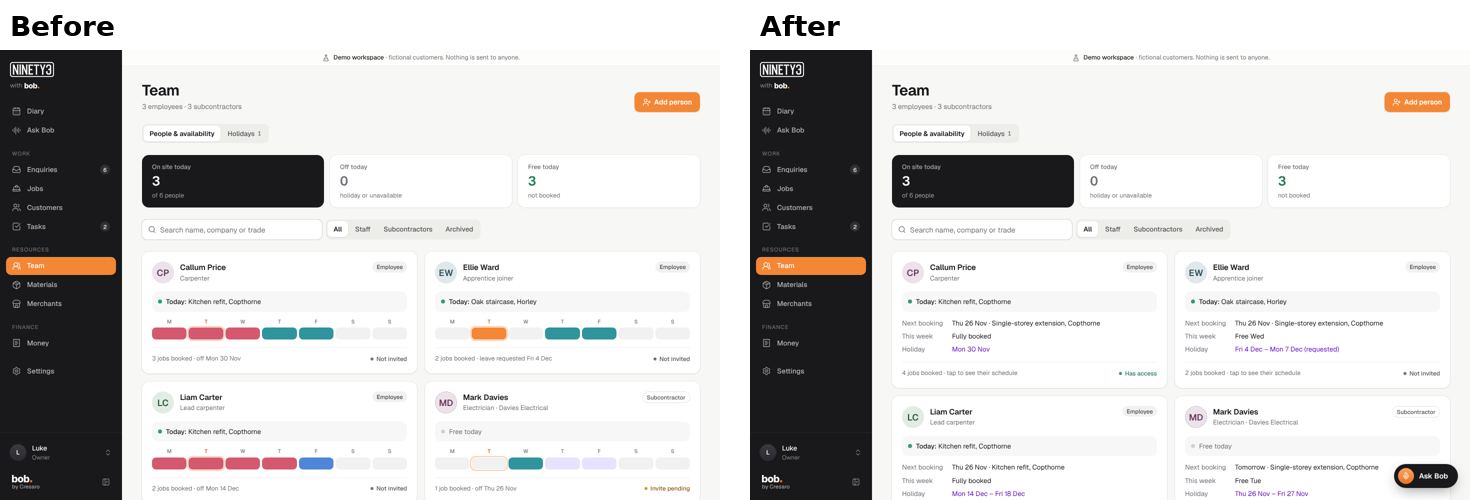 Before
NINETY3
with bob.
Diary
Ask Bob
WORK
Enquiries 6
Jobs
Customers
Tasks 2
RESOURCES
Team
Materials
Merchants
FINANCE
Money
Settings
L Luke
Owner
bob.
by Cresaro
Demo workspace · fictional customers. Nothing is sent to anyone.
Team
3 employees · 3 subcontractors
Add person
People & availability Holidays 1
On site today
3
of 6 people
Off today
0
holiday or unavailable
Free today
3
not booked
Search name, company or trade
All Staff Subcontractors Archived
CP Callum Price Employee
Carpenter
Today: Kitchen refit, Copthorne
M T W T F S S
3 jobs booked · off Mon 30 Nov Not invited
EW Ellie Ward Employee
Apprentice joiner
Today: Oak staircase, Horley
M T W T F S S
2 jobs booked · leave requested Fri 4 Dec Not invited
LC Liam Carter Employee
Lead carpenter
Today: Kitchen refit, Copthorne
M T W T F S S
2 jobs booked · off Mon 14 Dec Not invited
MD Mark Davies Subcontractor
Electrician · Davies Electrical
Free today
M T W T F S S
1 job booked · off Thu 26 Nov Invite pending
After
NINETY3
with bob.
Diary
Ask Bob
WORK
Enquiries 6
Jobs
Customers
Tasks 2
RESOURCES
Team
Materials
Merchants
FINANCE
Money
Settings
L Luke
Owner
bob.
by Cresaro
Demo workspace · fictional customers. Nothing is sent to anyone.
Team
3 employees · 3 subcontractors
Add person
People & availability Holidays 1
On site today
3
of 6 people
Off today
0
holiday or unavailable
Free today
3
not booked
Search name, company or trade
All Staff Subcontractors Archived
CP Callum Price Employee
Carpenter
Today: Kitchen refit, Copthorne
Next booking Thu 26 Nov · Single-storey extension, Copthorne
This week Fully booked
Holiday Mon 30 Nov
4 jobs booked · tap to see their schedule Has access
EW Ellie Ward Employee
Apprentice joiner
Today: Oak staircase, Horley
Next booking Thu 26 Nov · Single-storey extension, Copthorne
This week Free Wed
Holiday Fri 4 Dec – Mon 7 Dec (requested)
2 jobs booked · tap to see their schedule Not invited
LC Liam Carter Employee
Lead carpenter
Today: Kitchen refit, Copthorne
Next booking Thu 26 Nov · Kitchen refit, Copthorne
This week Fully booked
Holiday Mon 14 Dec – Fri 18 Dec
MD Mark Davies Subcontractor
Electrician · Davies Electrical
Free today
Next booking Tomorrow · Single-storey extension, Copthorne
This week Free Tue
Holiday Thu 26 Nov – Fri 27 Nov
Ask Bob